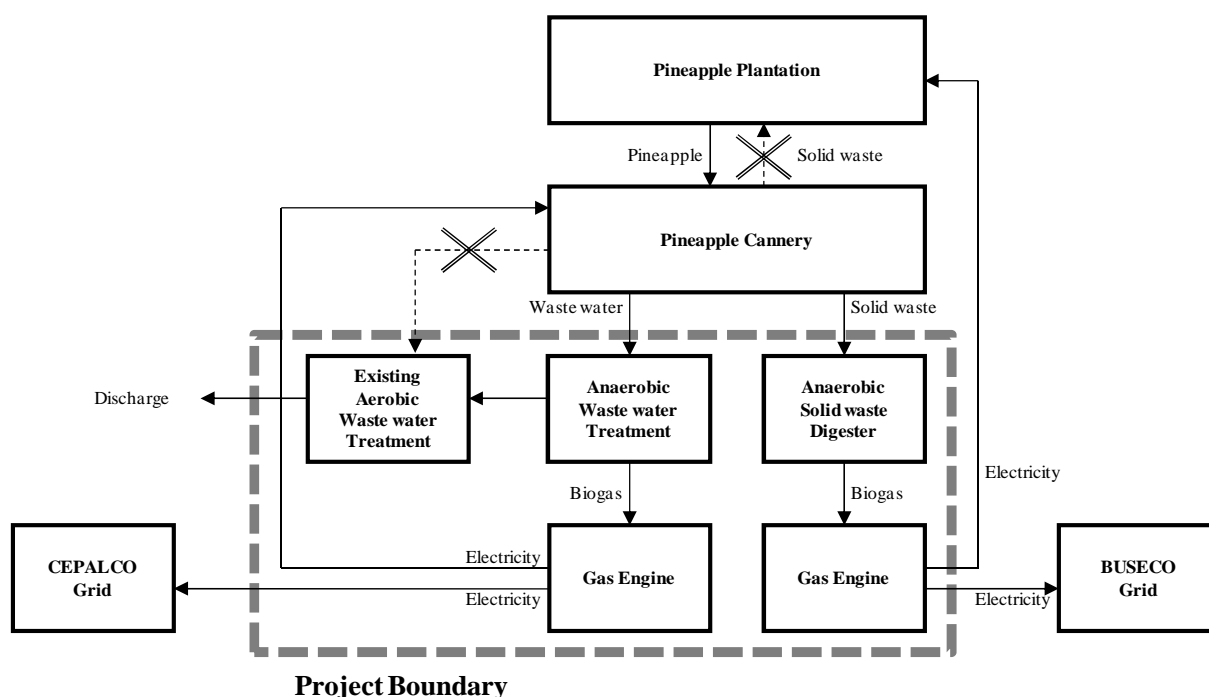 Pineapple Plantation
Pineapple
Solid waste
Pineapple Cannery
Waste water
Solid waste
Existing
Aerobic
Waste water
Treatment
Anaerobic
Waste water
Treatment
Anaerobic
Solid waste
Digester
Discharge
Electricity
Biogas
Biogas
CEPALCO
Grid
Electricity
Electricity
Gas Engine
Gas Engine
Electricity
BUSECO
Grid
Project Boundary